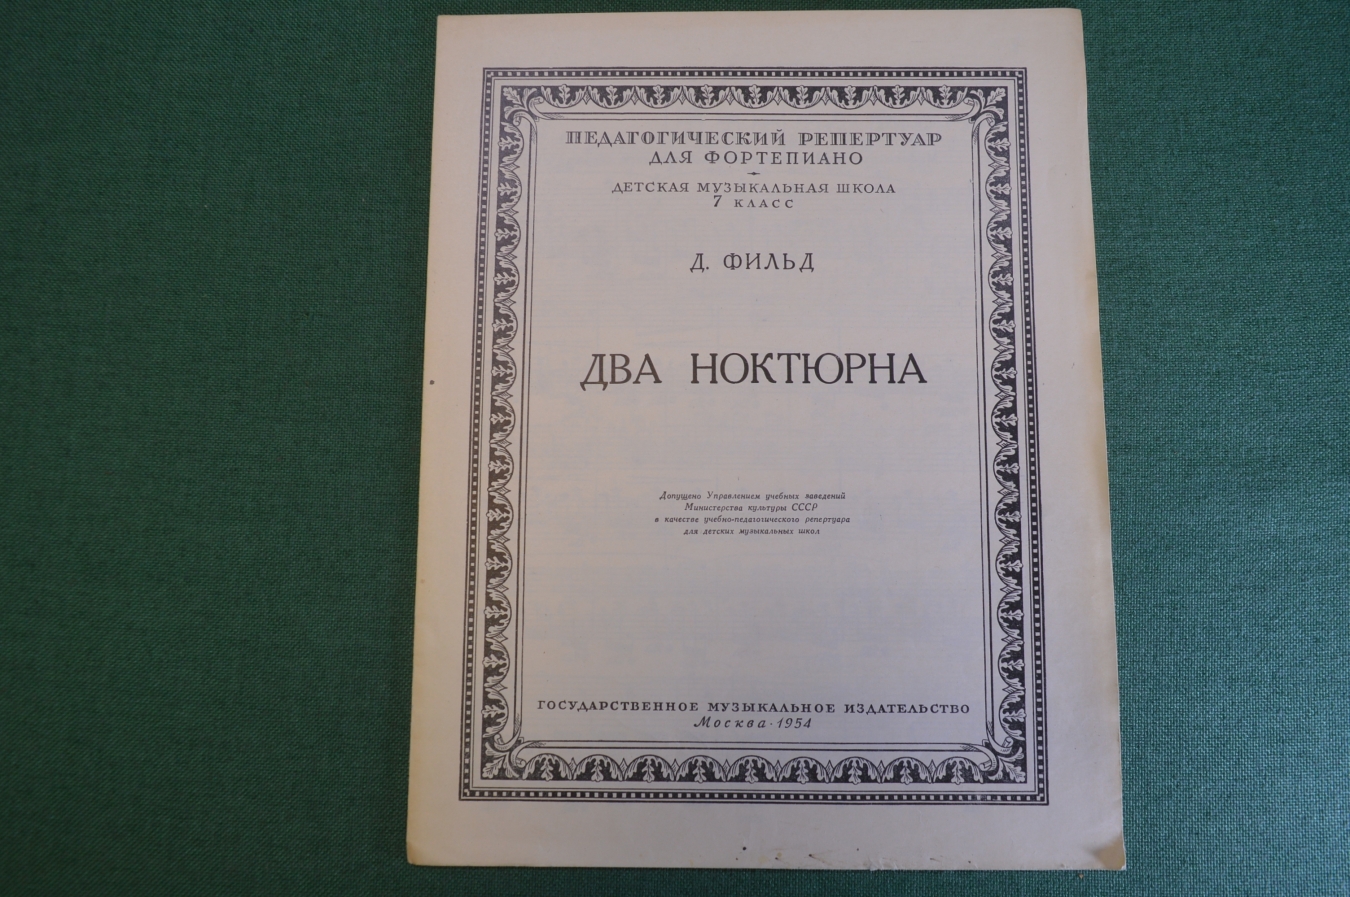 ПЕДАГОГИЧЕСКИЙ РЕПЕРТУАР
ДЛЯ ФОРТЕПИАНО
ДЕТСКАЯ МУЗЫКАЛЬНАЯ ШКОЛА
7 КЛАСС
Д. ФИЛЬД
ДВА НОКТЮРНА
Допущено Управлением учебных заведений
Министерства культуры СССР
в качестве учебно-педагогического репертуара
для детских музыкальных школ
ГОСУДАРСТВЕННОЕ МУЗЫКАЛЬНОЕ ИЗДАТЕЛЬСТВО
Москва · 1954